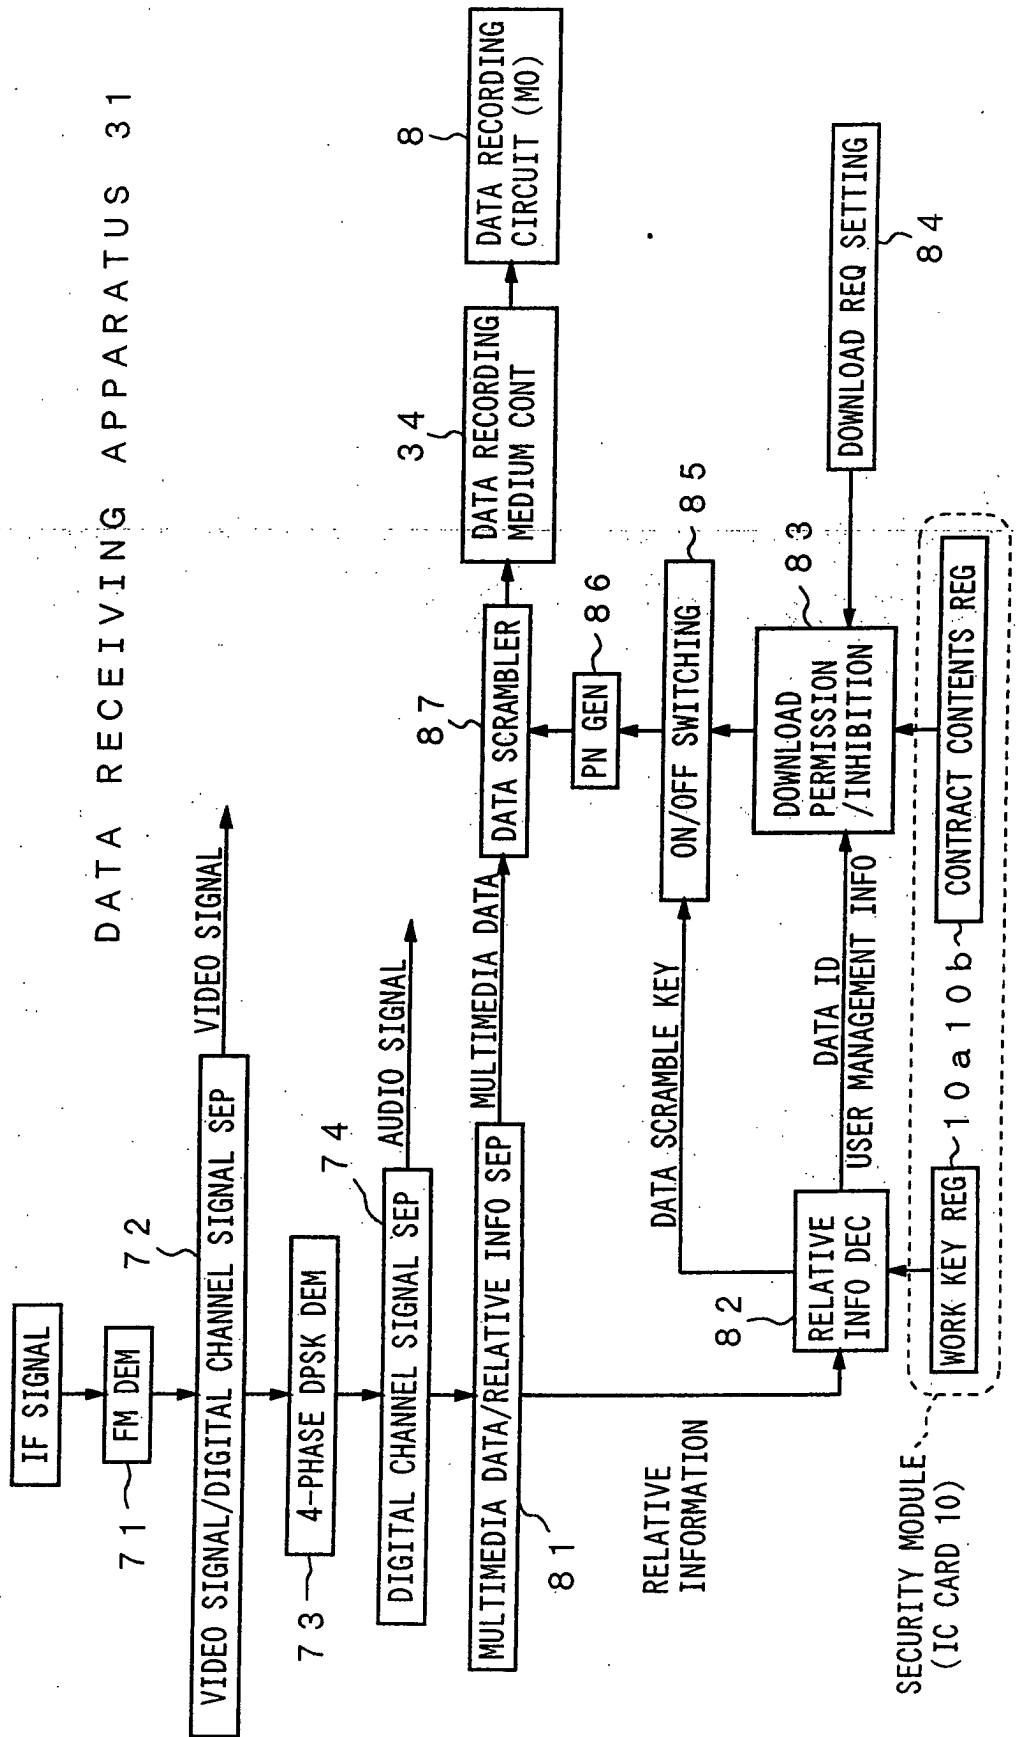 DATA RECEIVING APPARATUS 31
IF SIGNAL
FM DEM
71
VIDEO SIGNAL/DIGITAL CHANNEL SIGNAL SEP
72
VIDEO SIGNAL
4-PHASE DPSK DEM
73
DIGITAL CHANNEL SIGNAL SEP
74
AUDIO SIGNAL
MULTIMEDIA DATA/RELATIVE INFO SEP
81
MULTIMEDIA DATA
DATA SCRAMBLER
87
DATA RECORDING
MEDIUM CONT
34
DATA RECORDING
CIRCUIT (MO)
8
PN GEN
86
ON/OFF SWITCHING
85
DATA SCRAMBLE KEY
RELATIVE
INFORMATION
RELATIVE
INFO DEC
82
DATA ID
USER MANAGEMENT INFO
DOWNLOAD
PERMISSION
/INHIBITION
83
DOWNLOAD REQ SETTING
84
WORK KEY REG
10a
10b
CONTRACT CONTENTS REG
SECURITY MODULE
(IC CARD 10)